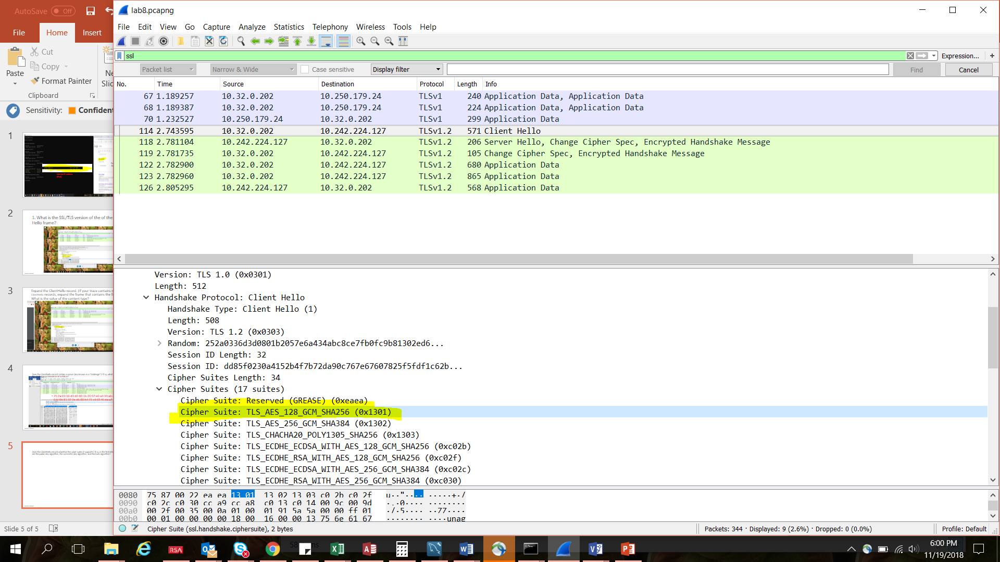 AutoSave Off
lab8.pcapng
File Home Insert
File Edit View Go Capture Analyze Statistics Telephony Wireless Tools Help
Paste
Cut
Copy
Format Painter
Clipboard
Sensitivity: Confident
ssl
Expression... +
Packet list Narrow & Wide Case sensitive Display filter Find Cancel
No. Time Source Destination Protocol Length Info
67 1.189257 10.32.0.202 10.250.179.24 TLSv1 240 Application Data, Application Data
68 1.189387 10.32.0.202 10.250.179.24 TLSv1 224 Application Data, Application Data
70 1.232527 10.250.179.24 10.32.0.202 TLSv1 299 Application Data
114 2.743595 10.32.0.202 10.242.224.127 TLSv1.2 571 Client Hello
118 2.781104 10.242.224.127 10.32.0.202 TLSv1.2 206 Server Hello, Change Cipher Spec, Encrypted Handshake Message
119 2.781735 10.32.0.202 10.242.224.127 TLSv1.2 105 Change Cipher Spec, Encrypted Handshake Message
122 2.782900 10.32.0.202 10.242.224.127 TLSv1.2 680 Application Data
123 2.782960 10.32.0.202 10.242.224.127 TLSv1.2 865 Application Data
126 2.805295 10.242.224.127 10.32.0.202 TLSv1.2 568 Application Data
1
2
1. What is the SSL/TLS version of the of the
Hello frame?
3
Expand the ClientHello record. (If your trace contains
records, expand the frame that contains the
What is the value of the content type?
4
5
Version: TLS 1.0 (0x0301)
Length: 512
Handshake Protocol: Client Hello
Handshake Type: Client Hello (1)
Length: 508
Version: TLS 1.2 (0x0303)
Random: 252a0336d3d0801b2057e6a434abc8ce7fb0fc9b81302ed6...
Session ID Length: 32
Session ID: dd85f0230a4152b4f7b72da90c767e67607825f5fdf1c62b...
Cipher Suites Length: 34
Cipher Suites (17 suites)
Cipher Suite: Reserved (GREASE) (0xeaea)
Cipher Suite: TLS_AES_128_GCM_SHA256 (0x1301)
Cipher Suite: TLS_AES_256_GCM_SHA384 (0x1302)
Cipher Suite: TLS_CHACHA20_POLY1305_SHA256 (0x1303)
Cipher Suite: TLS_ECDHE_ECDSA_WITH_AES_128_GCM_SHA256 (0xc02b)
Cipher Suite: TLS_ECDHE_RSA_WITH_AES_128_GCM_SHA256 (0xc02f)
Cipher Suite: TLS_ECDHE_ECDSA_WITH_AES_256_GCM_SHA384 (0xc02c)
Cipher Suite: TLS_ECDHE_RSA_WITH_AES_256_GCM_SHA384 (0xc030)
0080 75 87 00 22 ea ea 13 01 13 02 13 03 c0 2b c0 2f u··"···· ·····+·/
0090 c0 2c c0 30 cc a9 cc a8 c0 13 c0 14 00 9c 00 9d ·,·0···· ········
00a0 00 2f 00 35 00 0a 01 00 01 91 5a 5a 00 00 ff 01 ·/·5···· ··ZZ····
00b0 00 01 00 00 00 00 18 00 16 00 00 13 75 6e 61 67 ········ ····unag
Slide 5 of 5
Cipher Suite (ssl.handshake.ciphersuite), 2 bytes
Packets: 344 · Displayed: 9 (2.6%) · Dropped: 0 (0.0%)
Profile: Default
RSA
6:00 PM
11/19/2018